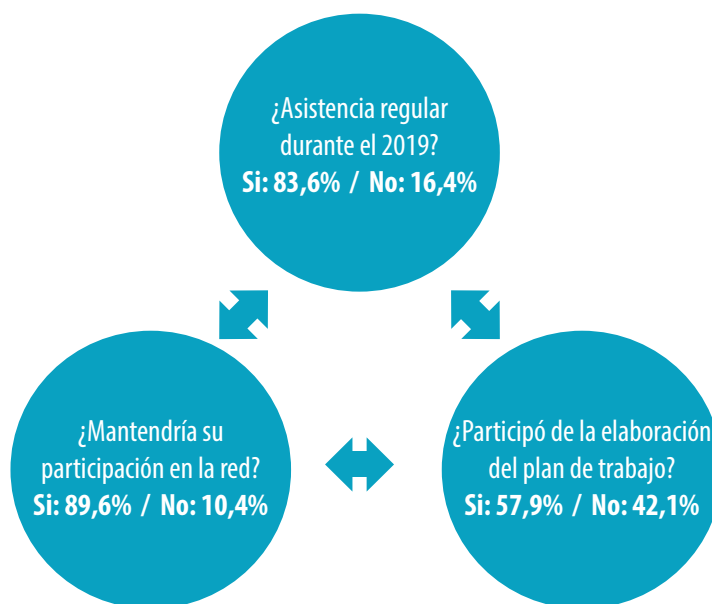 ¿Asistencia regular
durante el 2019?
Si: 83,6% / No: 16,4%
¿Mantendría su
participación en la red?
Si: 89,6% / No: 10,4%
¿Participó de la elaboración
del plan de trabajo?
Si: 57,9% / No: 42,1%